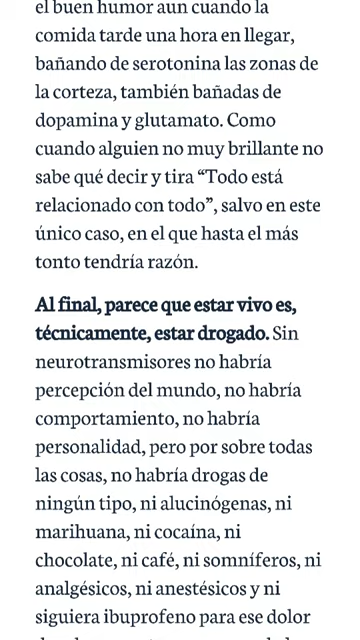 el buen humor aun cuando la
comida tarde una hora en llegar,
bañando de serotonina las zonas de
la corteza, también bañadas de
dopamina y glutamato. Como
cuando alguien no muy brillante no
sabe qué decir y tira “Todo está
relacionado con todo”, salvo en este
único caso, en el que hasta el más
tonto tendría razón.
Al final, parece que estar vivo es,
técnicamente, estar drogado. Sin
neurotransmisores no habría
percepción del mundo, no habría
comportamiento, no habría
personalidad, pero por sobre todas
las cosas, no habría drogas de
ningún tipo, ni alucinógenas, ni
marihuana, ni cocaína, ni
chocolate, ni café, ni somníferos, ni
analgésicos, ni anestésicos y ni
siguiera ibuprofeno para ese dolor